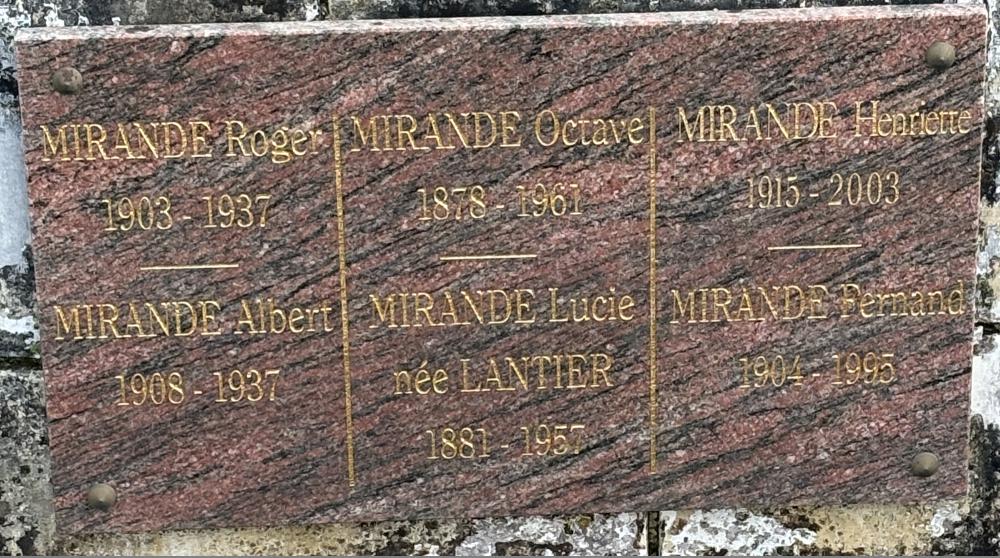 MIRANDE Roger
1903 - 1937
MIRANDE Albert
1908 - 1937
MIRANDE Octave
1878 - 1961
MIRANDE Lucie
née LANTIER
1881 - 1957
MIRANDE Henriette
1915 - 2003
MIRANDE Fernand
1904 - 1995